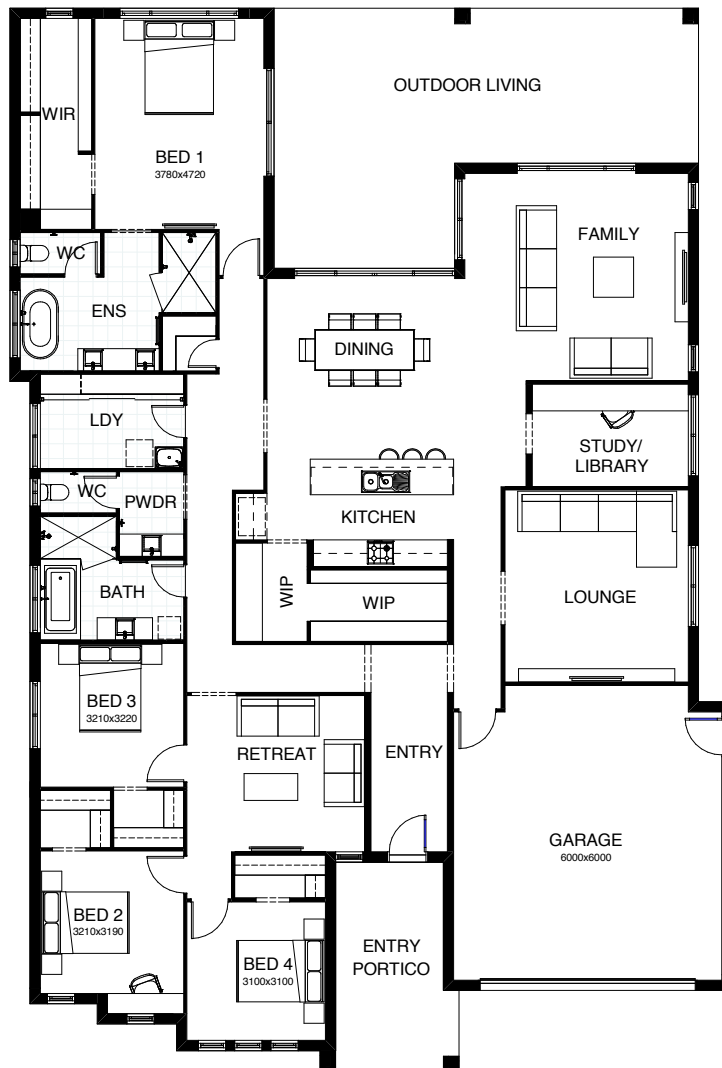 OUTDOOR LIVING
WIR
BED 1
3780x4720
FAMILY
WC
ENS
DINING
LDY
STUDY/
LIBRARY
WC
PWDR
KITCHEN
BATH
WIP
WIP
LOUNGE
BED 3
3210x3220
RETREAT
ENTRY
GARAGE
6000x6000
BED 2
3210x3190
ENTRY
PORTICO
BED 4
3100x3100